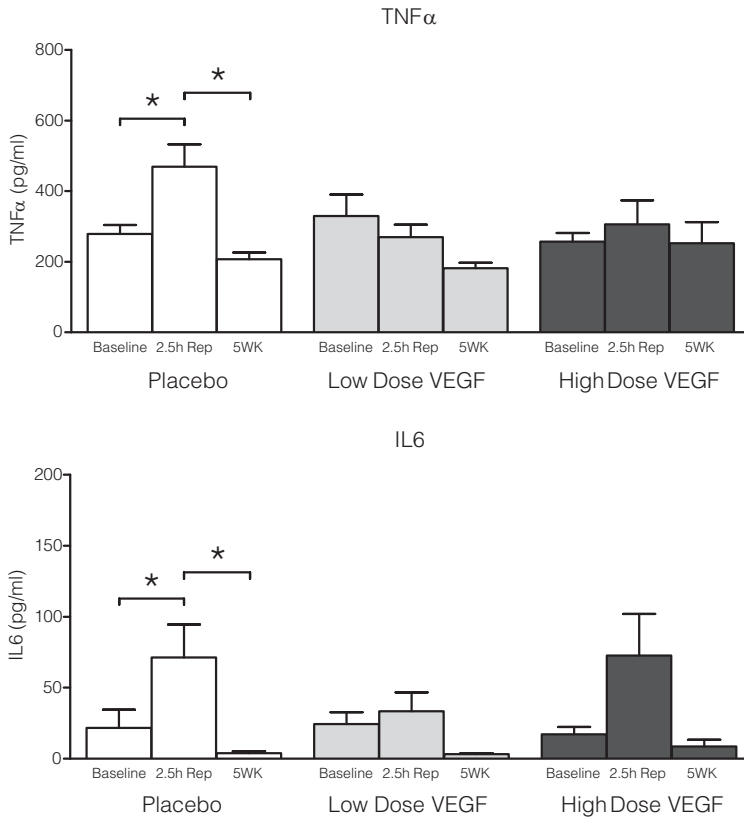 TNFα
800
600
400
200
0
TNFα (pg/ml)
* *
Baseline 2.5h Rep 5WK Baseline 2.5h Rep 5WK Baseline 2.5h Rep 5WK
Placebo Low Dose VEGF High Dose VEGF
IL6
200
150
100
50
0
IL6 (pg/ml)
* *
Baseline 2.5h Rep 5WK Baseline 2.5h Rep 5WK Baseline 2.5h Rep 5WK
Placebo Low Dose VEGF High Dose VEGF